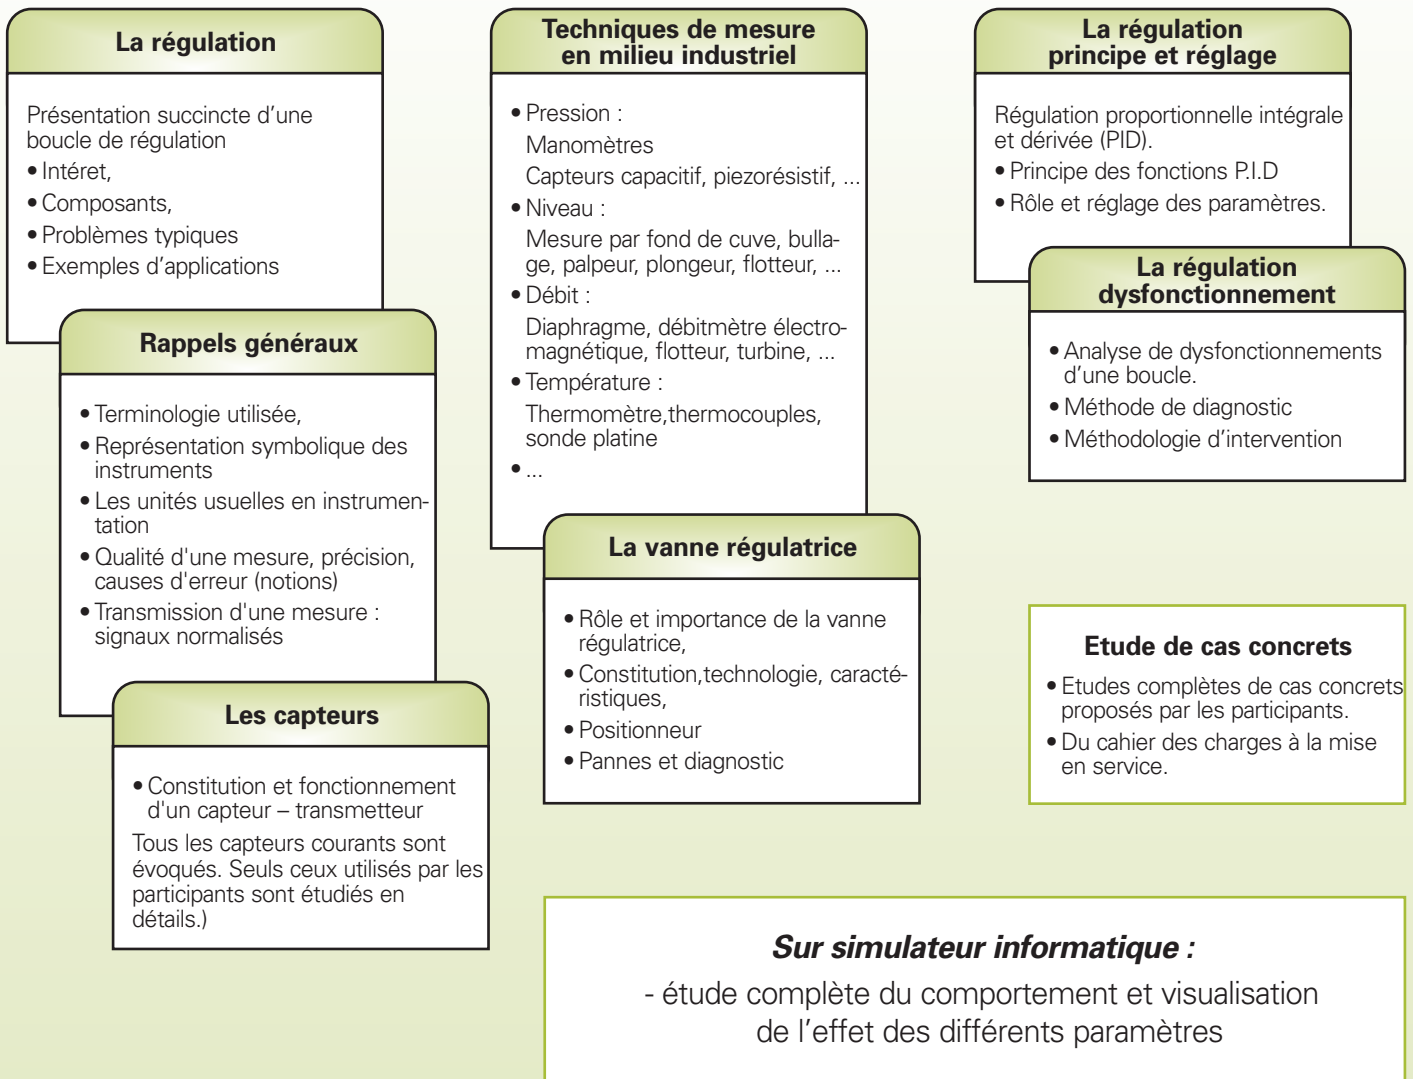 La régulation
Présentation succincte d’une
boucle de régulation
• Intéret,
• Composants,
• Problèmes typiques
• Exemples d’applications
Rappels généraux
• Terminologie utilisée,
• Représentation symbolique des
instruments
• Les unités usuelles en instrumen-
tation
• Qualité d'une mesure, précision,
causes d'erreur (notions)
• Transmission d'une mesure :
signaux normalisés
Les capteurs
• Constitution et fonctionnement
d'un capteur – transmetteur
Tous les capteurs courants sont
évoqués. Seuls ceux utilisés par les
participants sont étudiés en
détails.)
Techniques de mesure
en milieu industriel
• Pression :
Manomètres
Capteurs capacitif, piezorésistif, ...
• Niveau :
Mesure par fond de cuve, bulla-
ge, palpeur, plongeur, flotteur, ...
• Débit :
Diaphragme, débitmètre électro-
magnétique, flotteur, turbine, ...
• Température :
Thermomètre,thermocouples,
sonde platine
• ...
La vanne régulatrice
• Rôle et importance de la vanne
régulatrice,
• Constitution,technologie, caracté-
ristiques,
• Positionneur
• Pannes et diagnostic
La régulation
principe et réglage
Régulation proportionnelle intégrale
et dérivée (PID).
• Principe des fonctions P.I.D
• Rôle et réglage des paramètres.
La régulation
dysfonctionnement
• Analyse de dysfonctionnements
d’une boucle.
• Méthode de diagnostic
• Méthodologie d’intervention
Etude de cas concrets
• Etudes complètes de cas concrets
proposés par les participants.
• Du cahier des charges à la mise
en service.
Sur simulateur informatique :
- étude complète du comportement et visualisation
de l’effet des différents paramètres